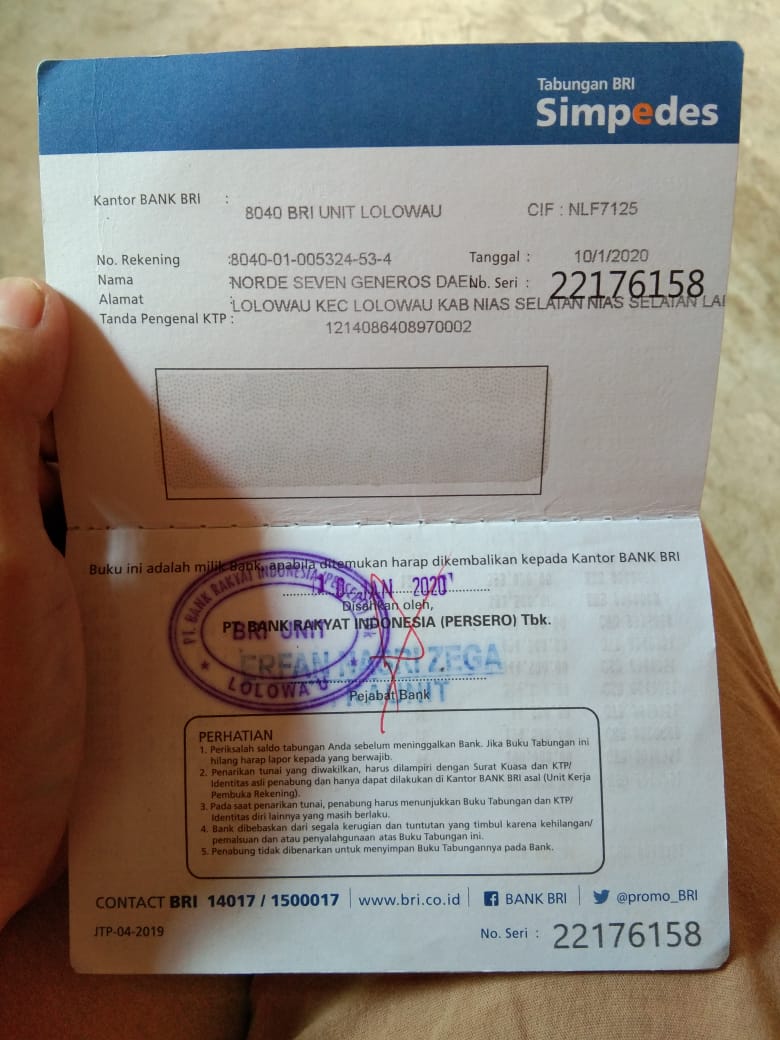 Tabungan BRI
Simpedes
Kantor BANK BRI : 8040 BRI UNIT LOLOWAU CIF : NLF7125
No. Rekening :8040-01-005324-53-4 Tanggal : 10/1/2020
Nama :NORDE SEVEN GENEROS No. Seri : 22176158
Alamat :LOLOWAU KEC LOLOWAU KAB NIAS SELATAN NIAS SELATAN LAI
Tanda Pengenal KTP : 1214086408970002
Buku ini adalah milik Bank, apabila ditemukan harap dikembalikan kepada Kantor BANK BRI
10 JAN 2020
Disahkan oleh,
PT. BANK RAKYAT INDONESIA (PERSERO) Tbk.
PT. BANK RAKYAT INDONESIA (PERSERO) Tbk
BRI UNIT
LOLOWA'U
ERFAN NASRI ZEGA
KAUNIT
Pejabat Bank
PERHATIAN
1. Periksalah saldo tabungan Anda sebelum meninggalkan Bank. Jika Buku Tabungan ini
hilang harap lapor kepada yang berwajib.
2. Penarikan tunai yang diwakilkan, harus dilampiri dengan Surat Kuasa dan KTP/
Identitas asli penabung dan hanya dapat dilakukan di Kantor BANK BRI asal (Unit Kerja
Pembuka Rekening).
3. Pada saat penarikan tunai, penabung harus menunjukkan Buku Tabungan dan KTP/
Identitas diri lainnya yang masih berlaku.
4. Bank dibebaskan dari segala kerugian dan tuntutan yang timbul karena kehilangan/
pemalsuan dan atau penyalahgunaan atas Buku Tabungan ini.
5. Penabung tidak dibenarkan untuk menyimpan Buku Tabungannya pada Bank.
CONTACT BRI 14017 / 1500017 | www.bri.co.id | BANK BRI | @promo_BRI
JTP-04-2019 No. Seri : 22176158